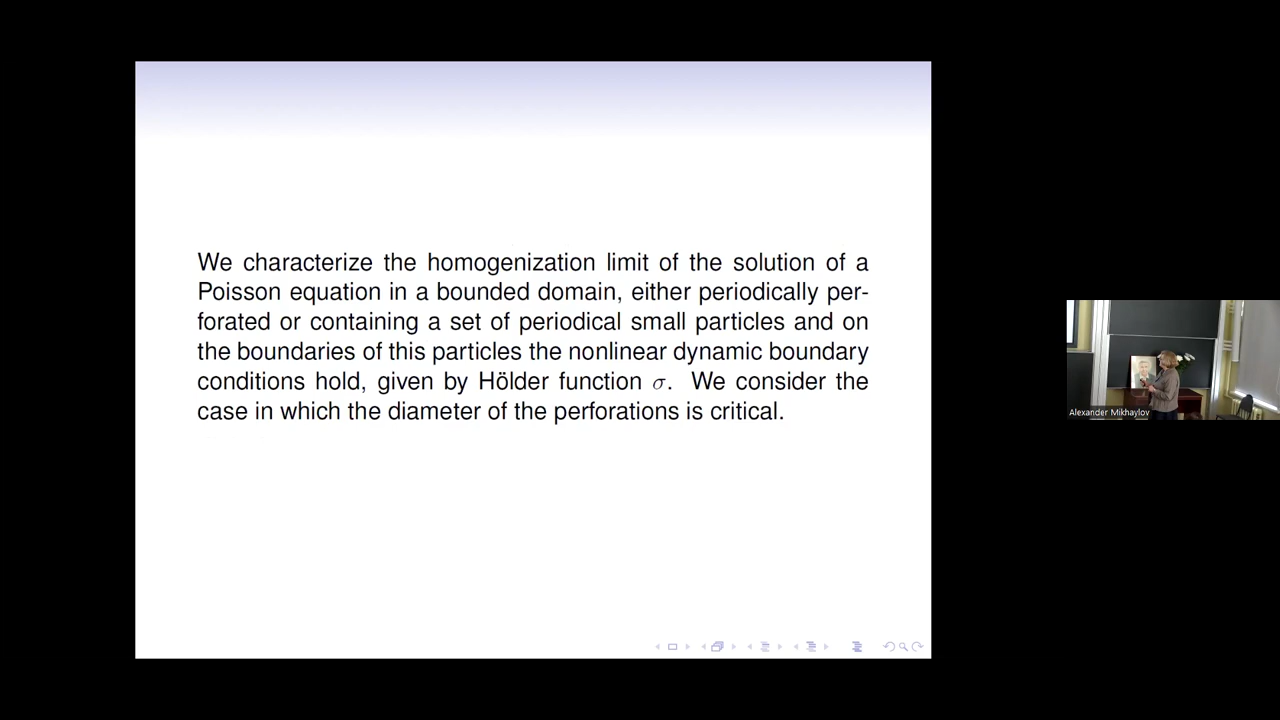 We characterize the homogenization limit of the solution of a
Poisson equation in a bounded domain, either periodically per-
forated or containing a set of periodical small particles and on
the boundaries of this particles the nonlinear dynamic boundary
conditions hold, given by Hölder function σ. We consider the
case in which the diameter of the perforations is critical.
Alexander Mikhaylov